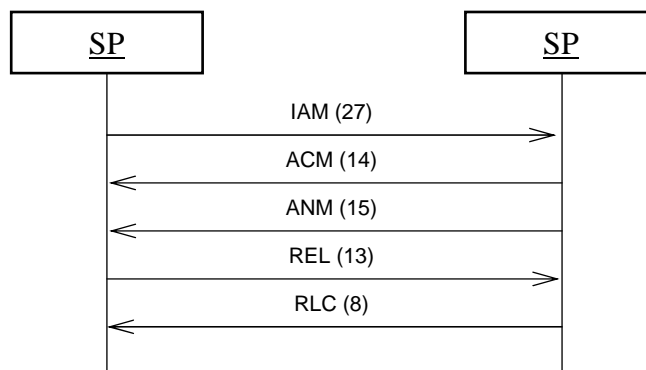 SP SP
IAM (27)
ACM (14)
ANM (15)
REL (13)
RLC (8)